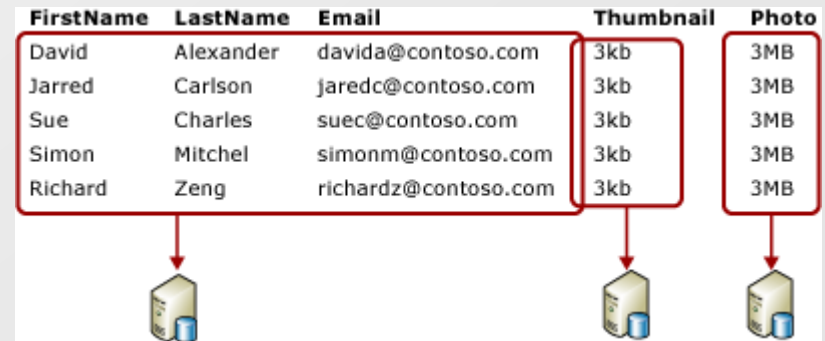 FirstName LastName Email Thumbnail Photo
David Alexander davida@contoso.com 3kb 3MB
Jarred Carlson jaredc@contoso.com 3kb 3MB
Sue Charles suec@contoso.com 3kb 3MB
Simon Mitchel simonm@contoso.com 3kb 3MB
Richard Zeng richardz@contoso.com 3kb 3MB